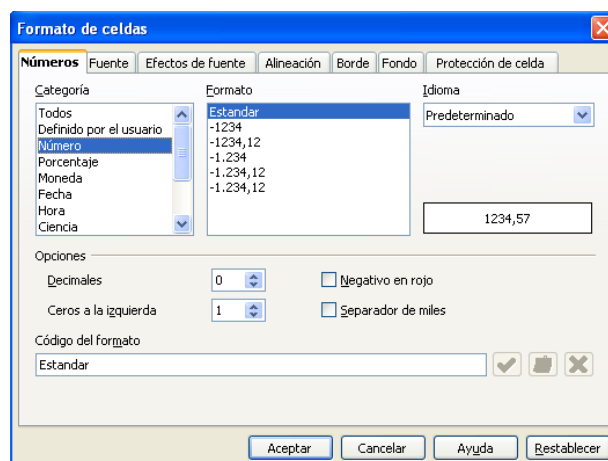 Formato de celdas
Números Fuente Efectos de fuente Alineación Borde Fondo Protección de celda
Categoría
Todos
Definido por el usuario
Número
Porcentaje
Moneda
Fecha
Hora
Ciencia
Formato
Estandar
-1234
-1234,12
-1.234
-1.234,12
-1.234,12
Idioma
Predeterminado
1234,57
Opciones
Decimales 0
Negativo en rojo
Ceros a la izquierda 1
Separador de miles
Código del formato
Estandar
Aceptar Cancelar Ayuda Restablecer